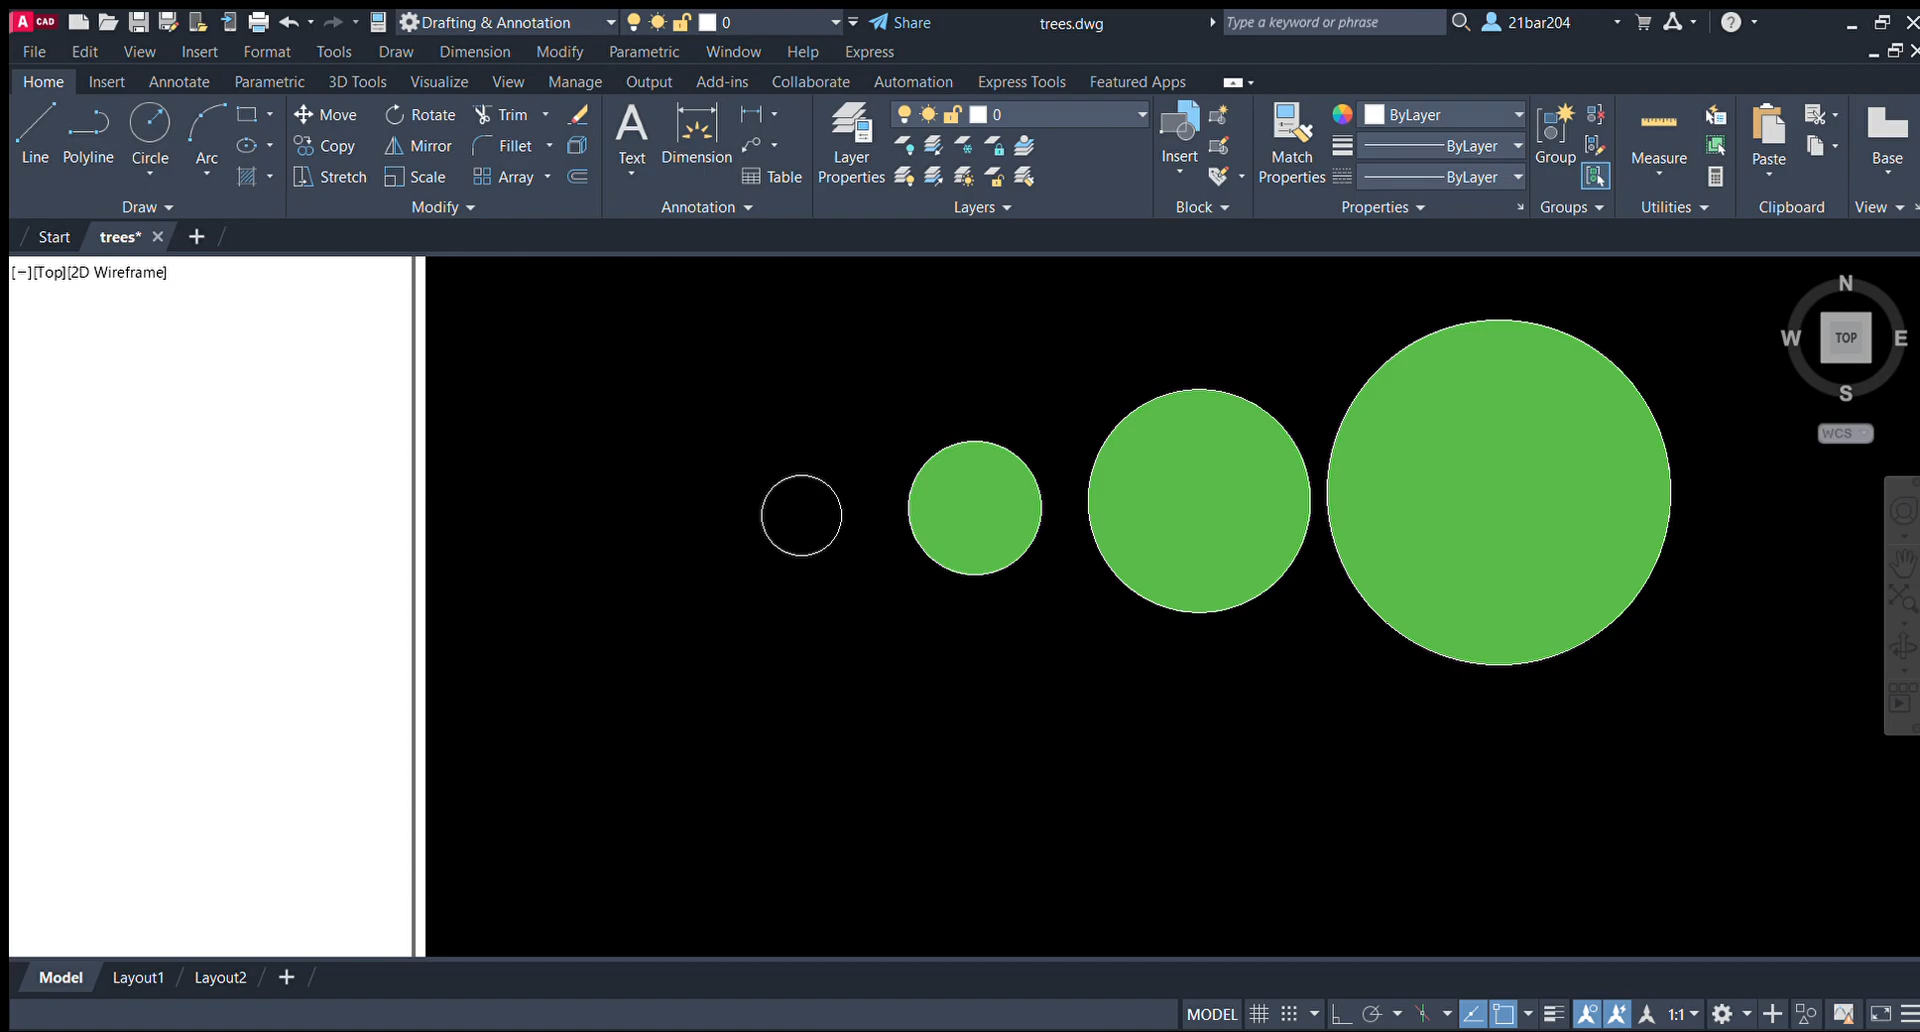 A CAD Drafting & Annotation 0 Share trees.dwg Type a keyword or phrase 21bar204
File Edit View Insert Format Tools Draw Dimension Modify Parametric Window Help Express
Home Insert Annotate Parametric 3D Tools Visualize View Manage Output Add-ins Collaborate Automation Express Tools Featured Apps
Move Rotate Trim 0 ByLayer
Copy Mirror Fillet ByLayer
Line Polyline Circle Arc Text Dimension Layer Properties Insert Match Properties Group Measure Paste Base
Stretch Scale Array Table ByLayer
Draw Modify Annotation Layers Block Properties Groups Utilities Clipboard View
Start trees* +
[−][Top][2D Wireframe]
N
W TOP E
S
WCS
Model Layout1 Layout2 +
MODEL 1:1